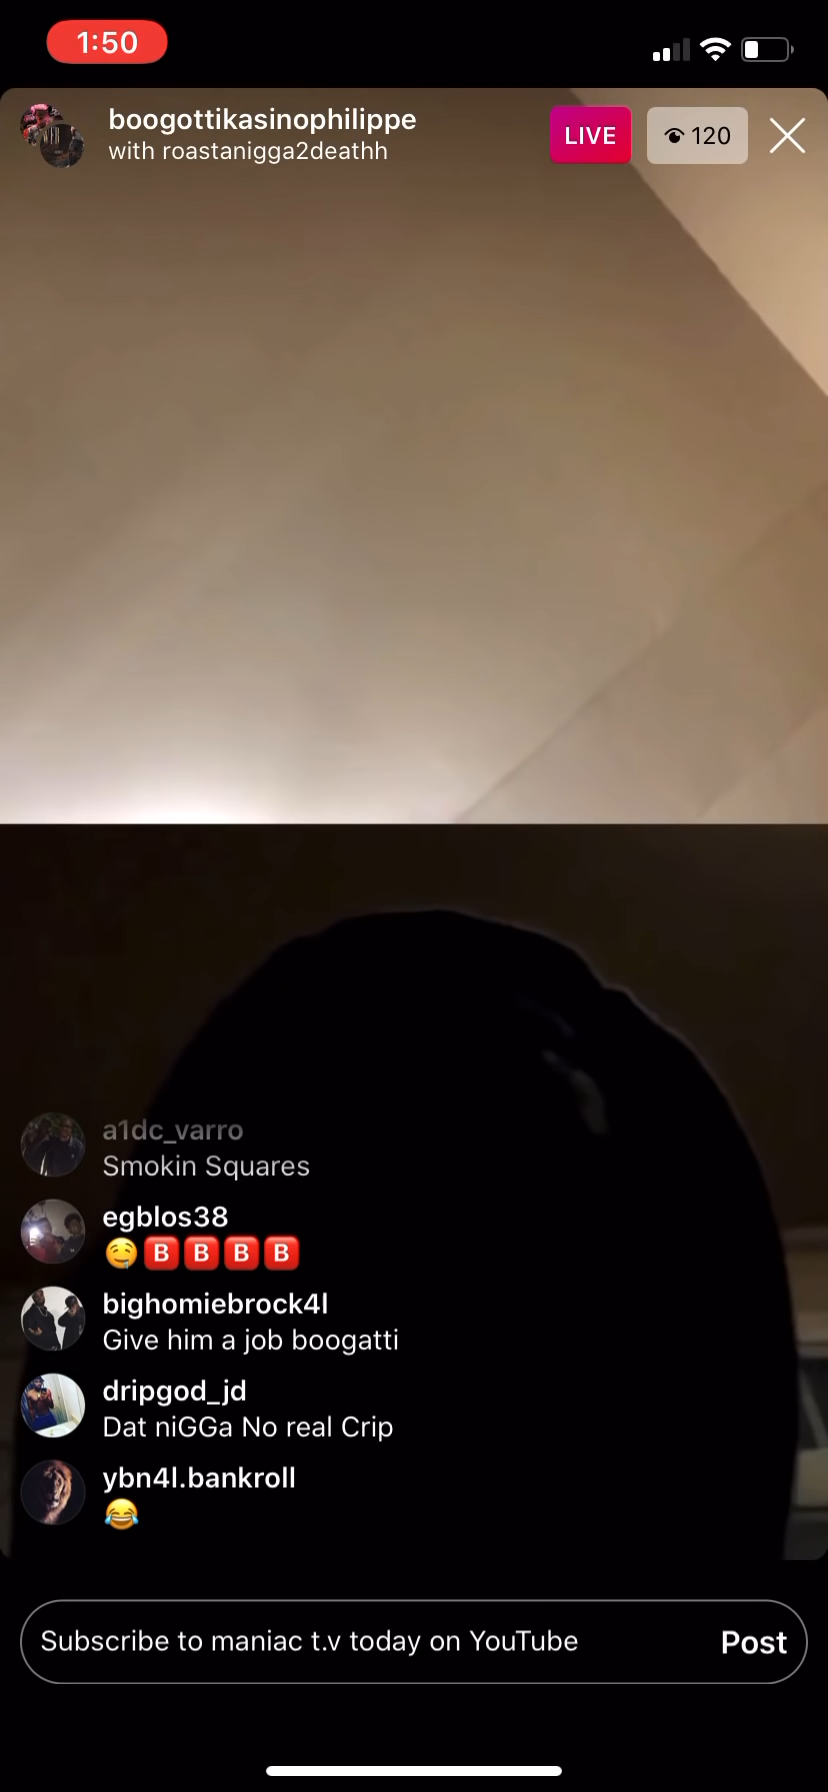 1:50
boogottikasinophilippe
with roastanigga2deathh
LIVE
120
a1dc_varro
Smokin Squares
egblos38
🤤🅱️🅱️🅱️🅱️
bighomiebrock4l
Give him a job boogatti
dripgod_jd
Dat niGGa No real Crip
ybn4l.bankroll
😂
Subscribe to maniac t.v today on YouTube
Post